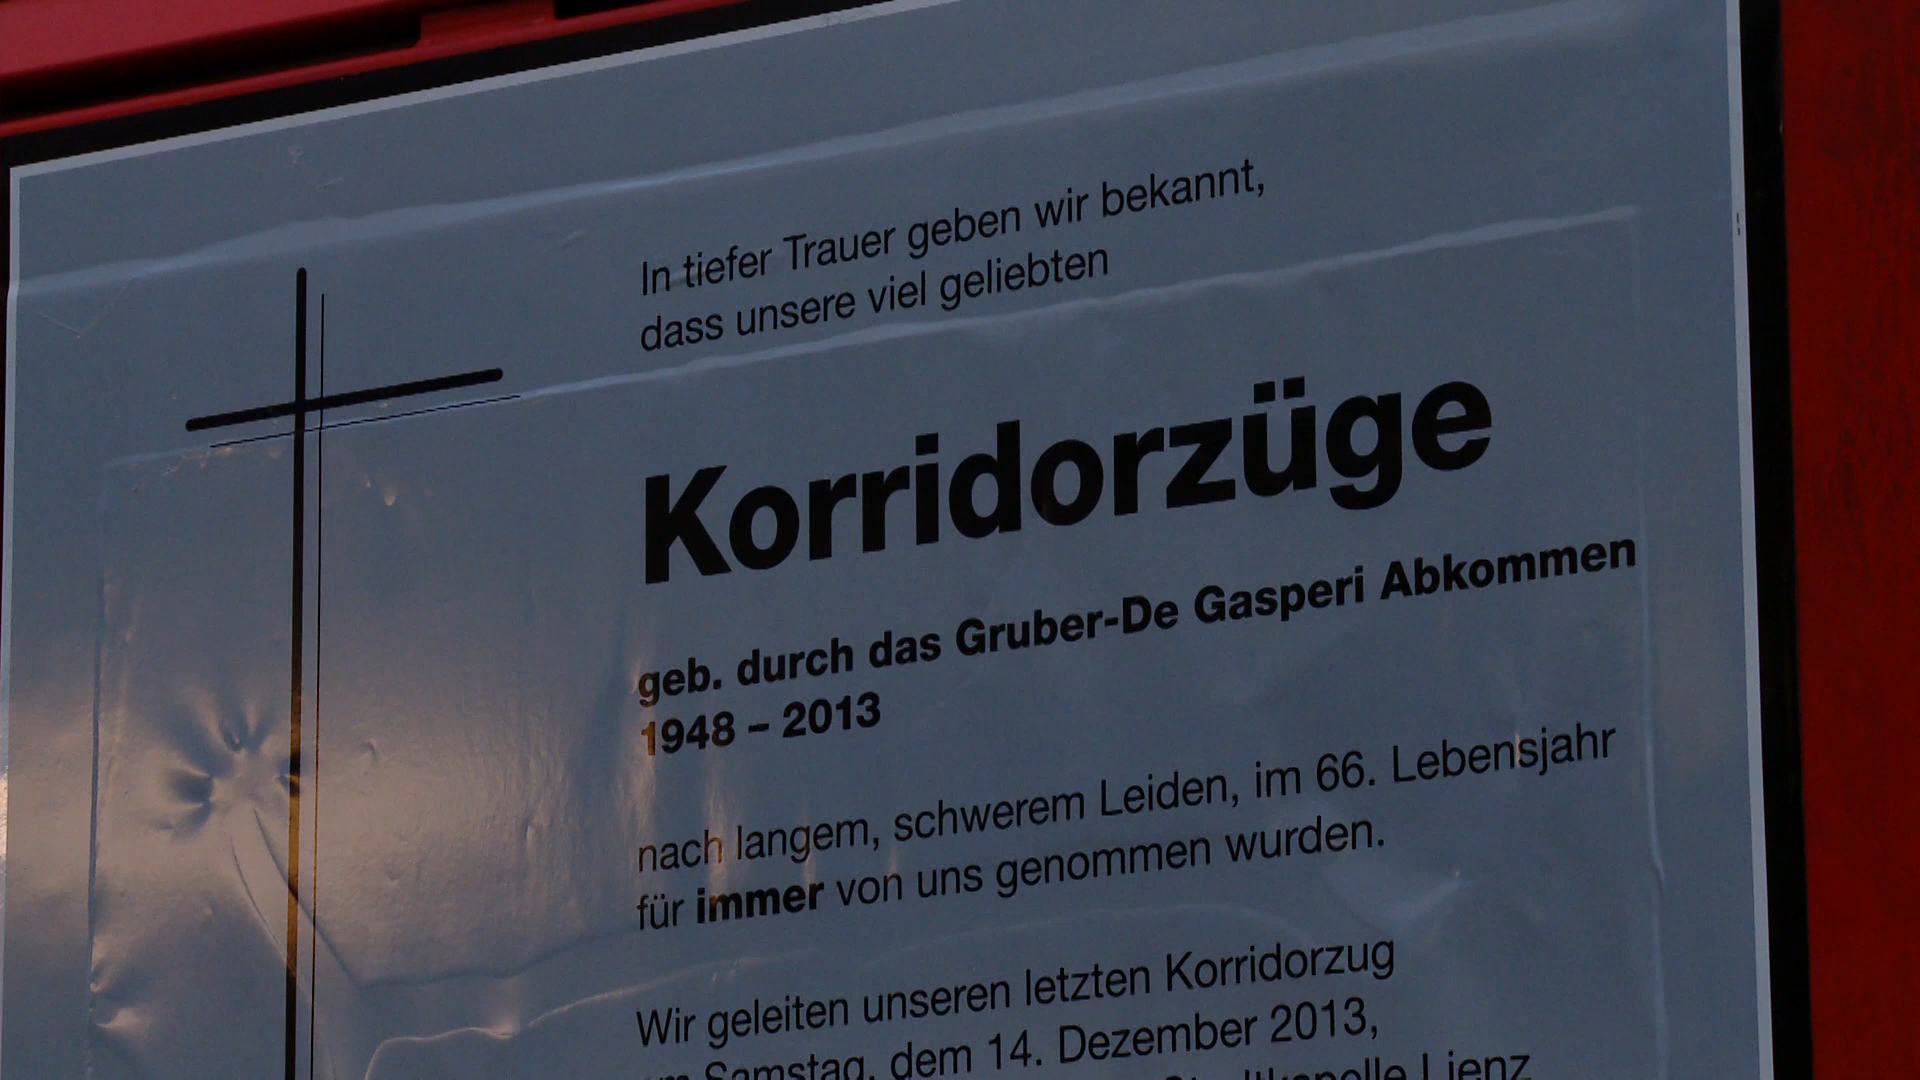 In tiefer Trauer geben wir bekannt,
dass unsere viel geliebten
Korridorzüge
geb. durch das Gruber-De Gasperi Abkommen
1948 – 2013
nach langem, schwerem Leiden, im 66. Lebensjahr
für immer von uns genommen wurden.
Wir geleiten unseren letzten Korridorzug
Samstag, dem 14. Dezember 2013,
Lienz